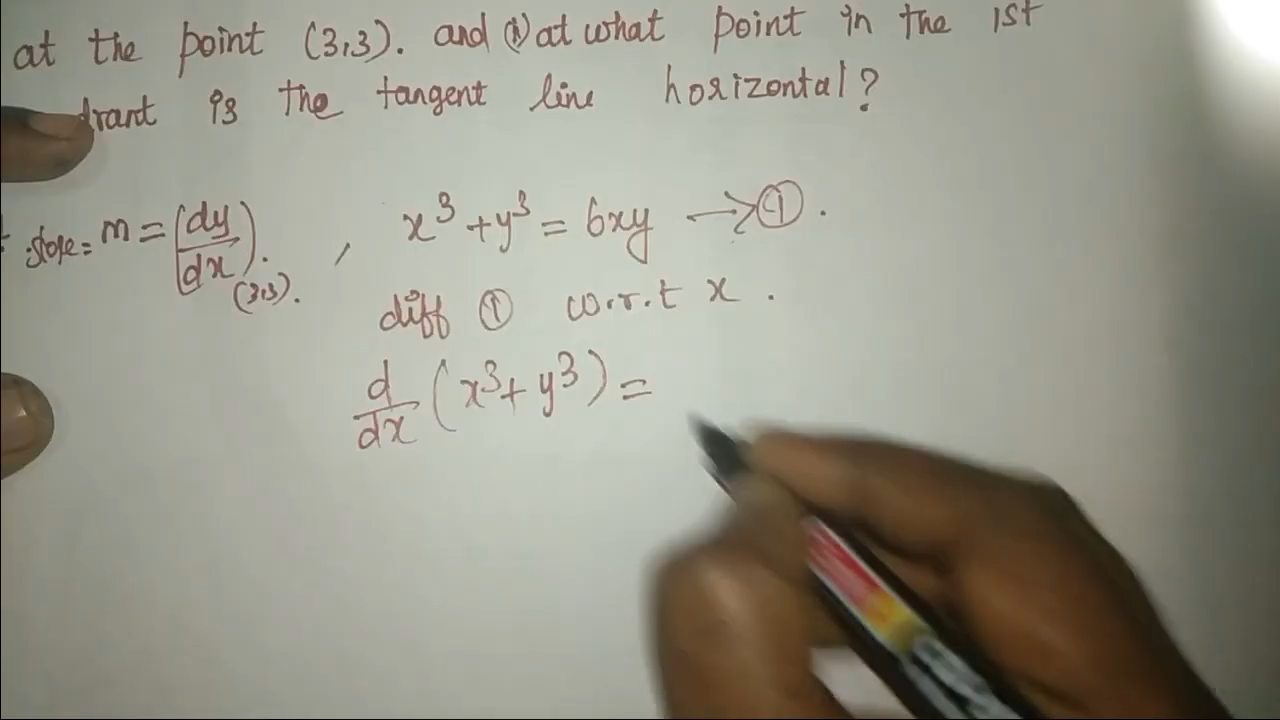 at the point (3,3). and ⓘⓘ at what point in the 1st
drant is the tangent line horizontal?
slope = m = (dy/dx)(3,3). , x³ + y³ = 6xy → ①.
diff ① w.r.t x .
d/dx (x³ + y³) =